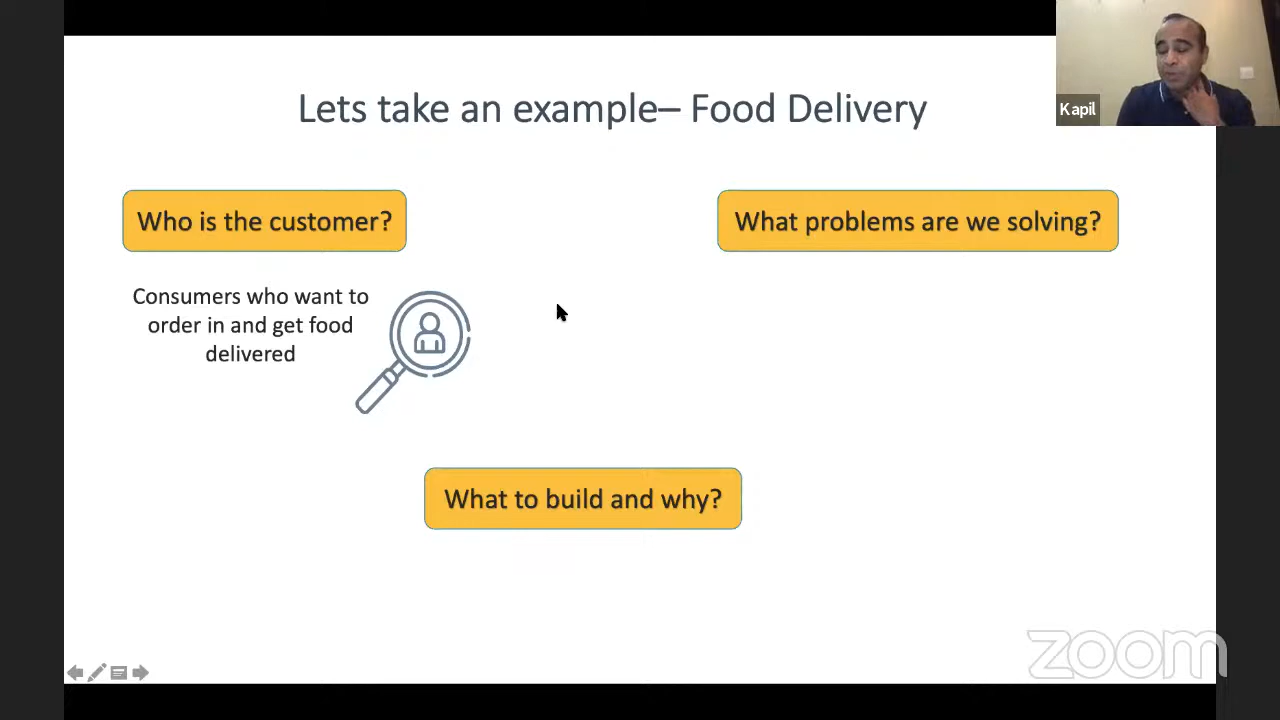 Lets take an example– Food Delivery
Kapil
Who is the customer?
What problems are we solving?
Consumers who want to
order in and get food
delivered
What to build and why?
zoom